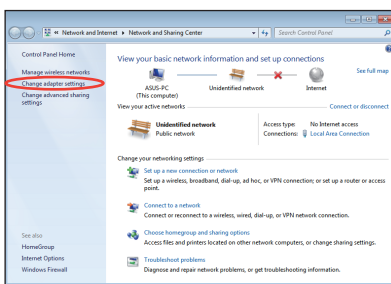 Network and Internet ▸ Network and Sharing Center
Search Control Panel
Control Panel Home
Manage wireless networks
Change adapter settings
Change advanced sharing
settings
View your basic network information and set up connections
See full map
ASUS-PC
(This computer)
Unidentified network
Internet
View your active networks
Connect or disconnect
Unidentified network
Public network
Access type: No Internet access
Connections: Local Area Connection
Change your networking settings
Set up a new connection or network
Set up a wireless, broadband, dial-up, ad hoc, or VPN connection; or set up a router or access
point.
Connect to a network
Connect or reconnect to a wireless, wired, dial-up, or VPN network connection.
Choose homegroup and sharing options
Access files and printers located on other network computers, or change sharing settings.
Troubleshoot problems
Diagnose and repair network problems, or get troubleshooting information.
See also
HomeGroup
Internet Options
Windows Firewall